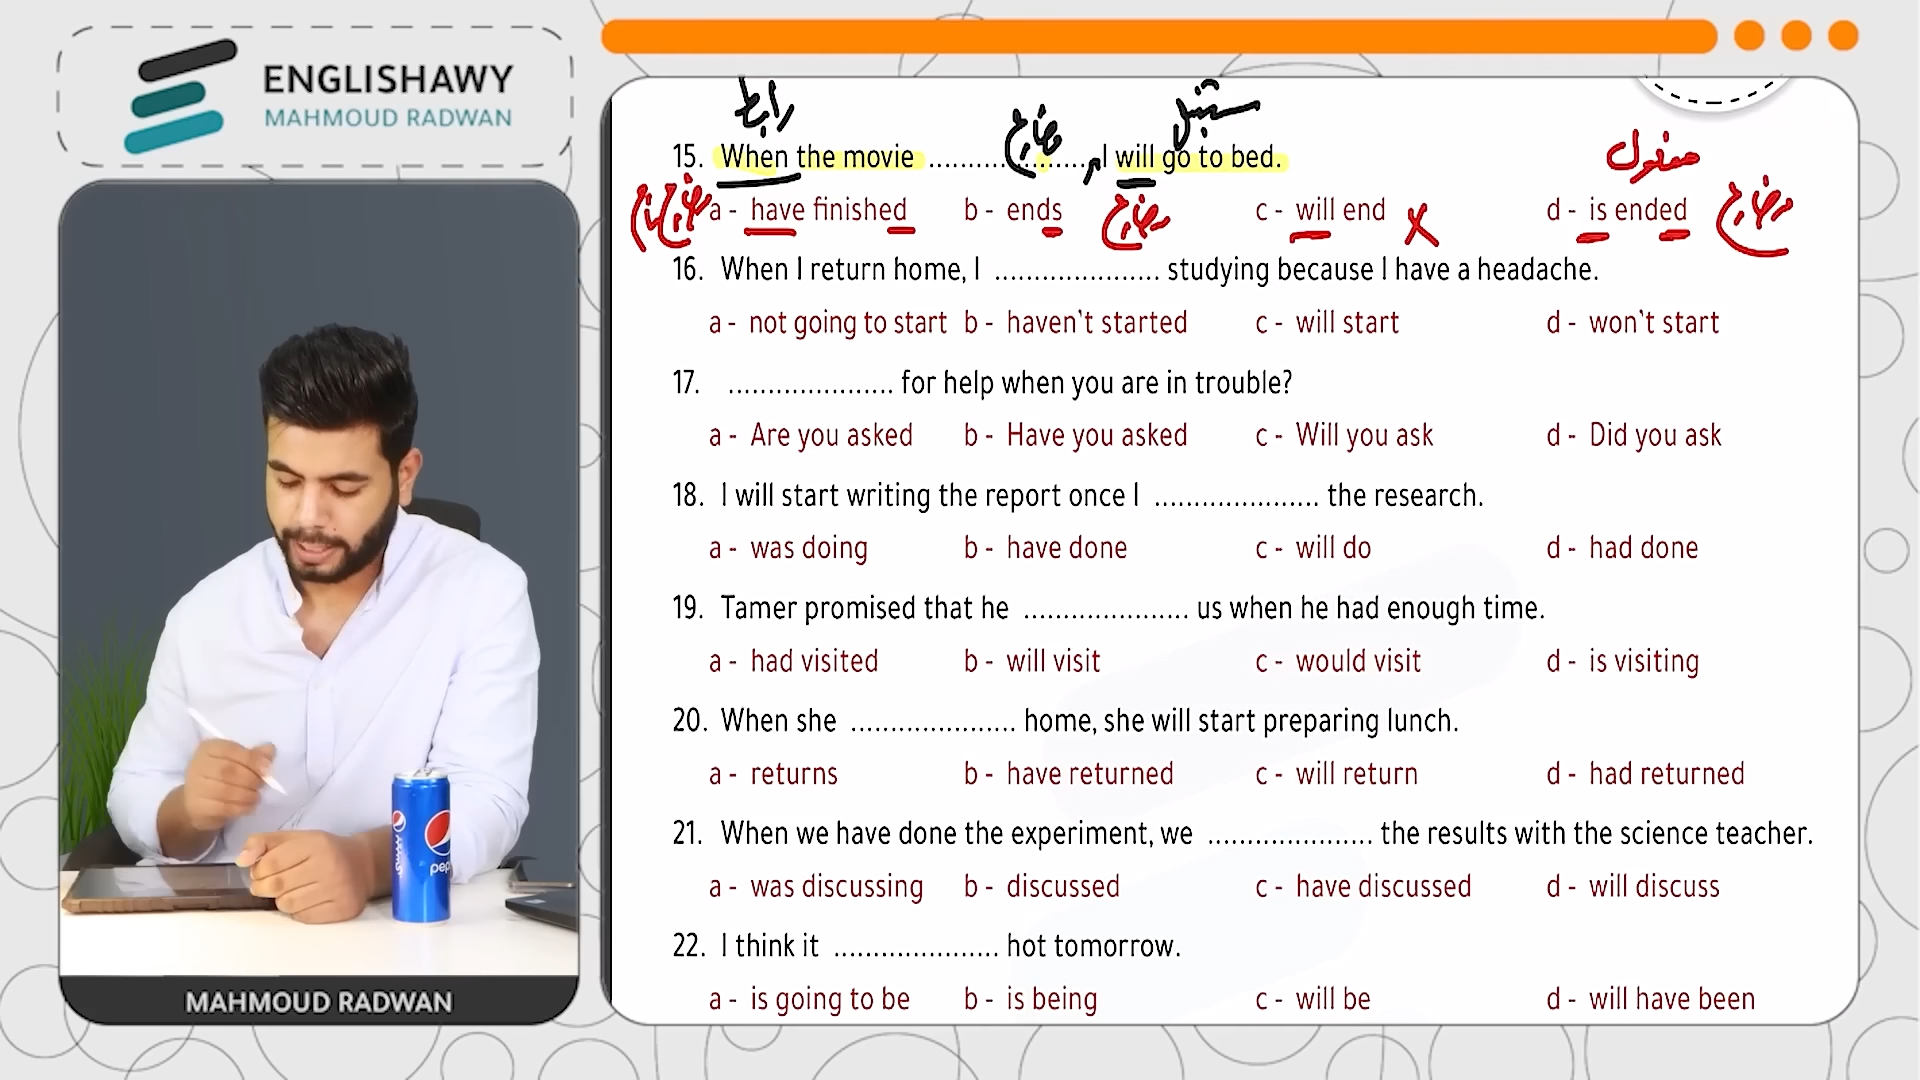 ENGLISHAWY
MAHMOUD RADWAN
رابط
مضارع
مستقبل
15. When the movie ........................, I will go to bed.
مفعول
a - have finished b - ends مضارع c - will end X d - is ended مضارع
16. When I return home, I ..................... studying because I have a headache.
a - not going to start b - haven't started c - will start d - won't start
17. ..................... for help when you are in trouble?
a - Are you asked b - Have you asked c - Will you ask d - Did you ask
18. I will start writing the report once I ..................... the research.
a - was doing b - have done c - will do d - had done
19. Tamer promised that he ..................... us when he had enough time.
a - had visited b - will visit c - would visit d - is visiting
20. When she ..................... home, she will start preparing lunch.
a - returns b - have returned c - will return d - had returned
21. When we have done the experiment, we ..................... the results with the science teacher.
a - was discussing b - discussed c - have discussed d - will discuss
22. I think it ..................... hot tomorrow.
a - is going to be b - is being c - will be d - will have been
pepsi
MAHMOUD RADWAN